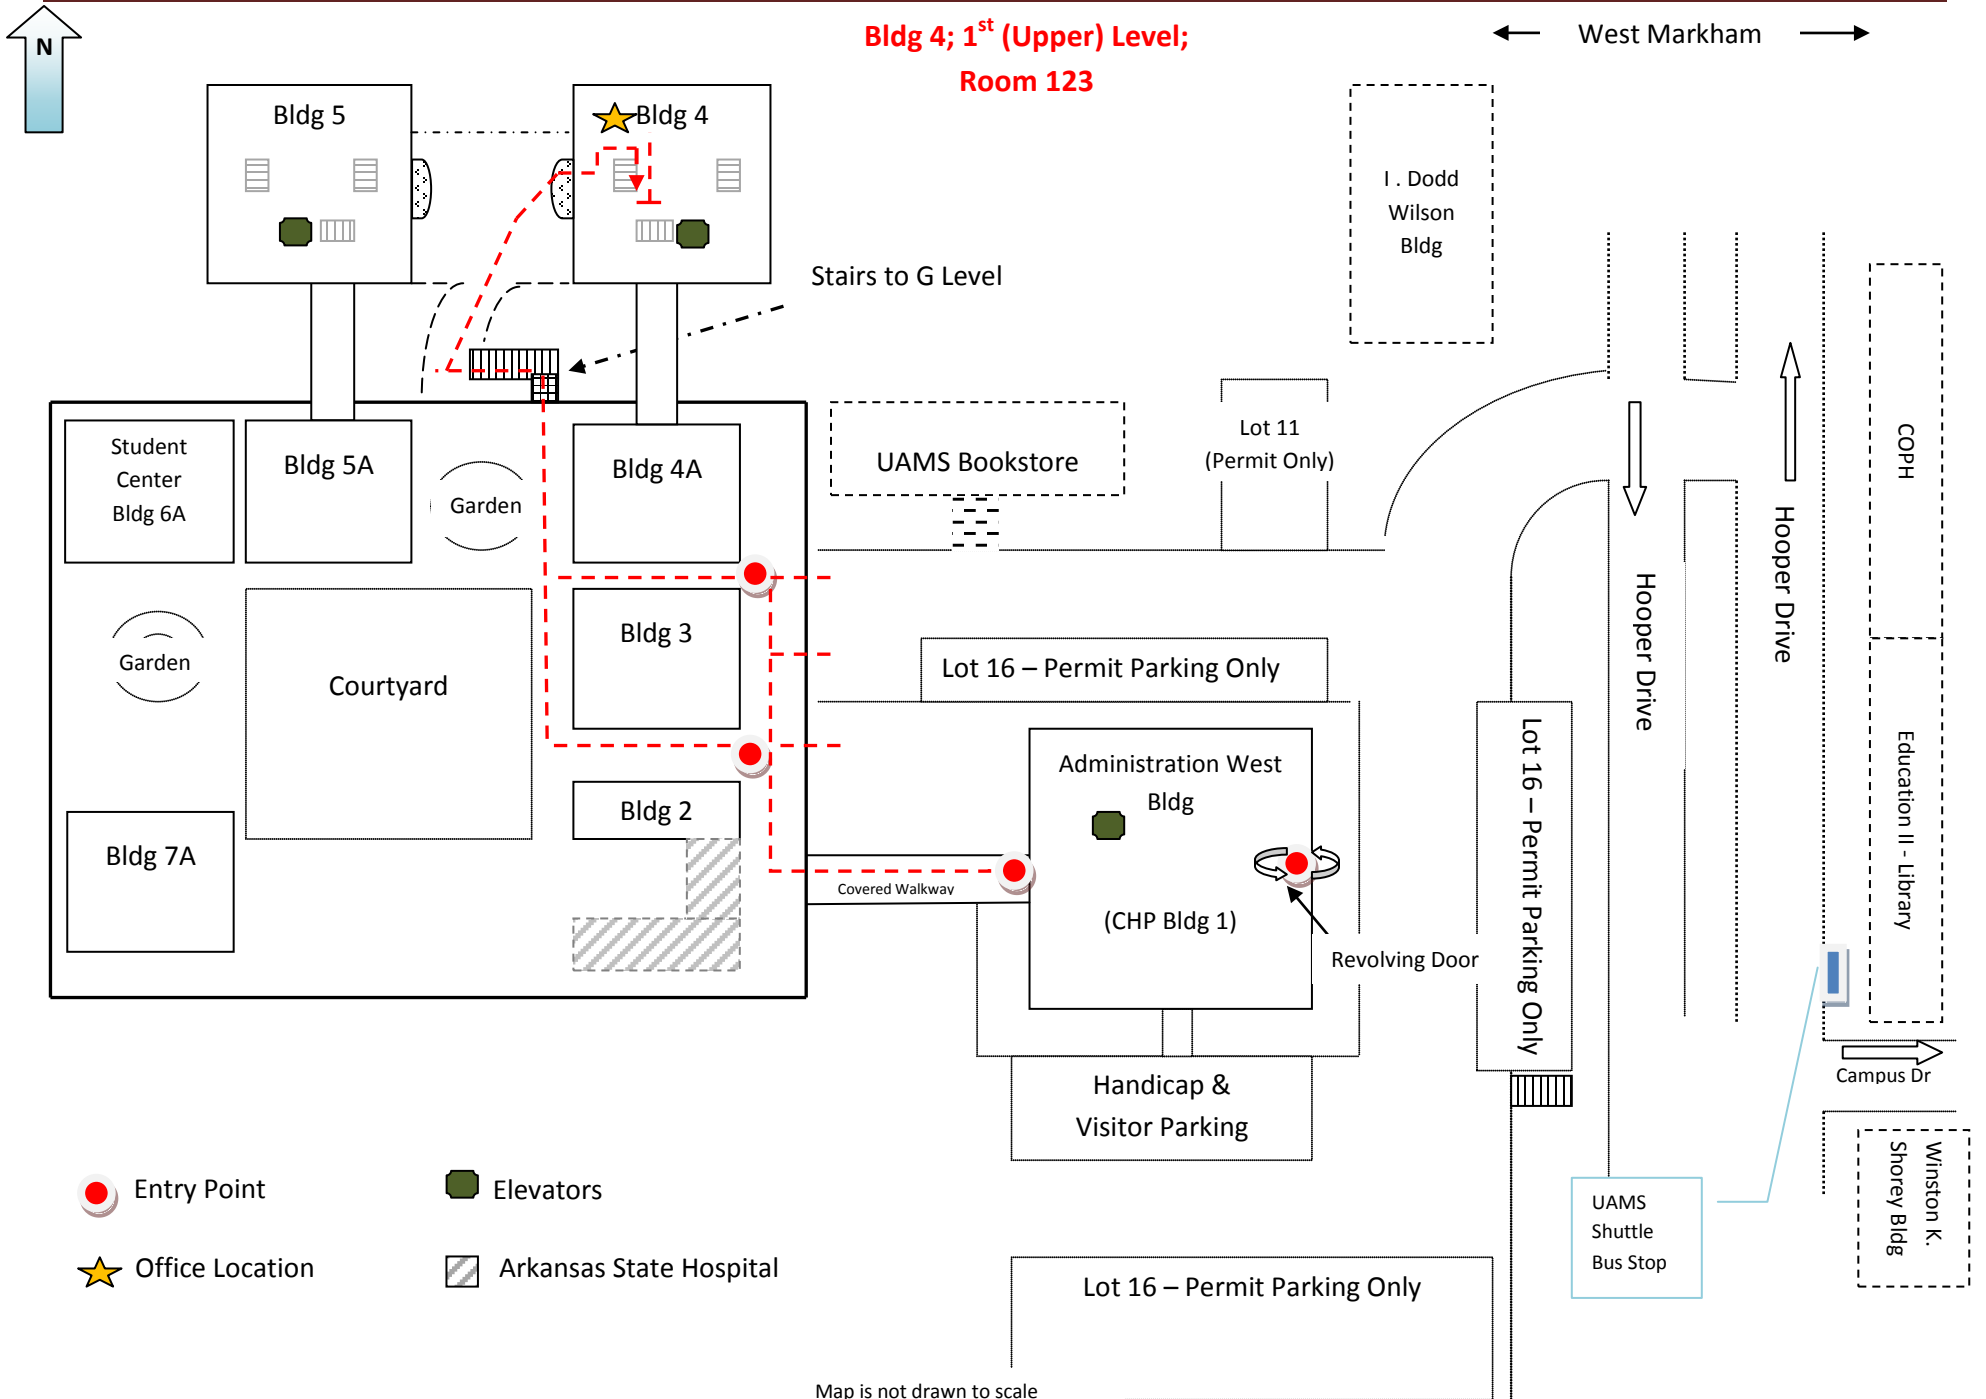 N
Bldg 4; 1st (Upper) Level;
Room 123
West Markham
Bldg 5
Bldg 4
I . Dodd
Wilson
Bldg
Stairs to G Level
Student
Center
Bldg 6A
Bldg 5A
Garden
Bldg 4A
UAMS Bookstore
Lot 11
(Permit Only)
COPH
Hooper Drive
Hooper Drive
Garden
Courtyard
Bldg 3
Lot 16 – Permit Parking Only
Lot 16 – Permit Parking Only
Education II - Library
Administration West
Bldg
Bldg 2
Bldg 7A
Covered Walkway
(CHP Bldg 1)
Revolving Door
Campus Dr
Handicap &
Visitor Parking
Winston K.
Shorey Bldg
Entry Point
Elevators
UAMS
Shuttle
Bus Stop
Office Location
Arkansas State Hospital
Lot 16 – Permit Parking Only
Map is not drawn to scale